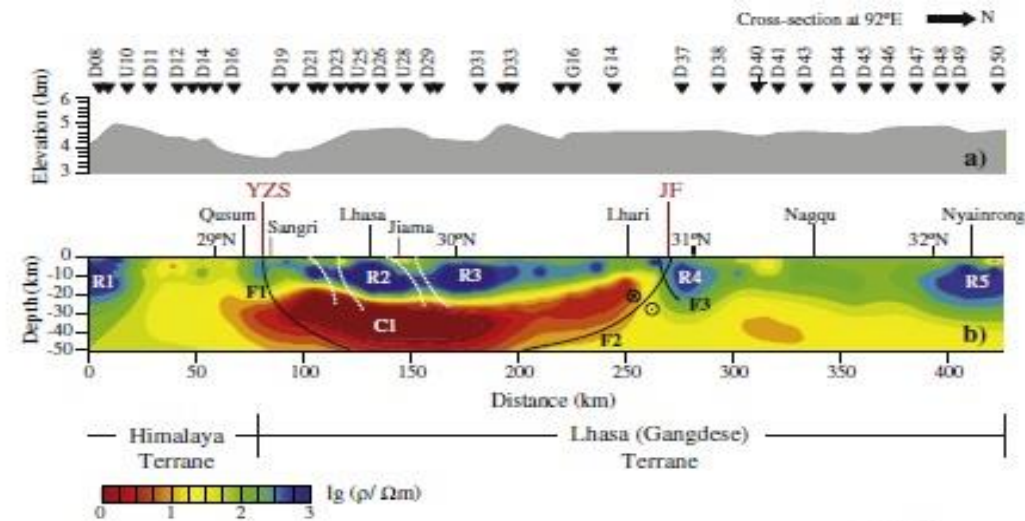 Cross-section at 92°E N
D08 U10 D11 D12 D14 D16 D19 D21 D23 U25 D26 U28 D29 D31 D33 G16 G14 D37 D38 D40 D41 D43 D44 D45 D46 D47 D48 D49 D50
Elevation (km)
6
5
4
3
a)
YZS JF
Qusum Sangri Lhasa Jiama Lhari Nagqu Nyainrong
29°N 30°N 31°N 32°N
Depth(km)
0
-10
-20
-30
-40
-50
R1 F1 R2 R3 C1 F2 R4 F3 R5
b)
0 50 100 150 200 250 300 350 400
Distance (km)
Himalaya Terrane
Lhasa (Gangdese) Terrane
lg (ρ/ Ωm)
0 1 2 3